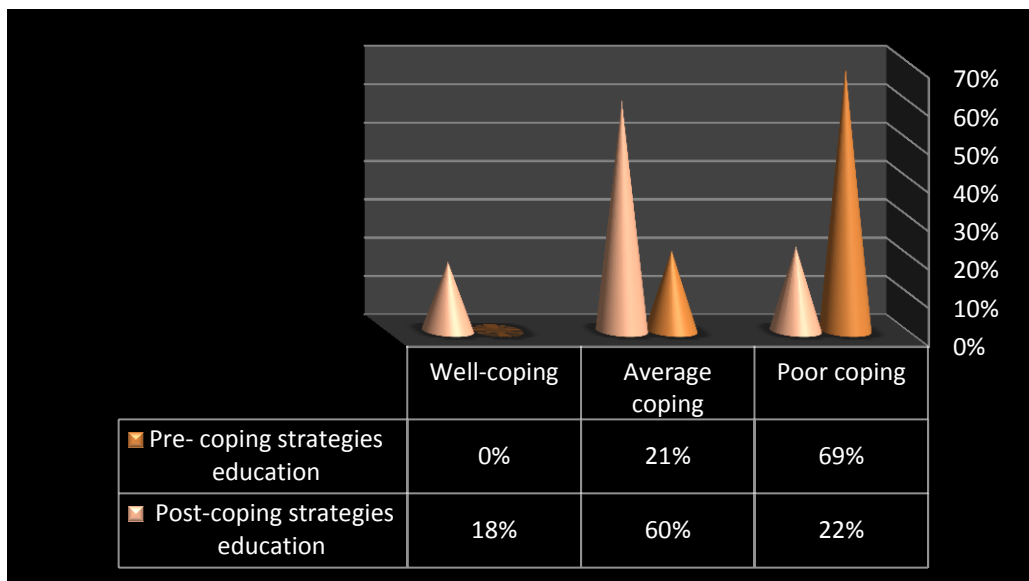 70%
60%
50%
40%
30%
20%
10%
0%
Well-coping
Average
coping
Poor coping
Pre- coping strategies
education
0%
21%
69%
Post-coping strategies
education
18%
60%
22%